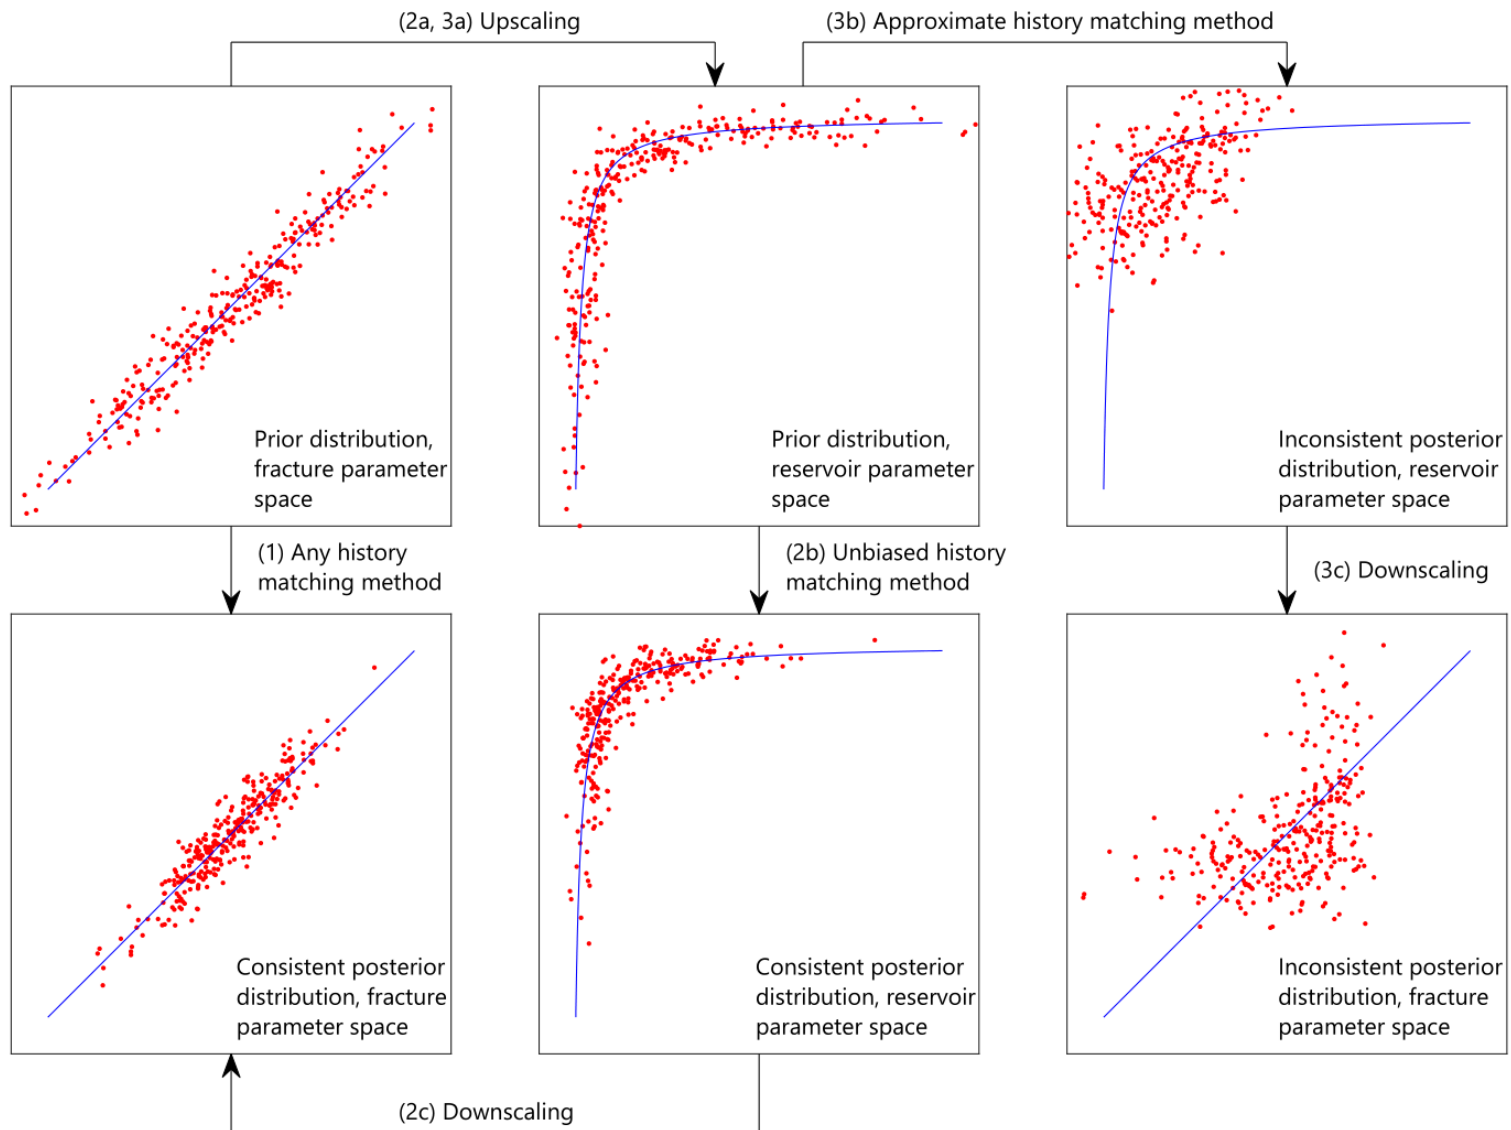 (2a, 3a) Upscaling
(3b) Approximate history matching method
Prior distribution,
fracture parameter
space
Prior distribution,
reservoir parameter
space
Inconsistent posterior
distribution, reservoir
parameter space
(1) Any history
matching method
(2b) Unbiased history
matching method
(3c) Downscaling
Consistent posterior
distribution, fracture
parameter space
Consistent posterior
distribution, reservoir
parameter space
Inconsistent posterior
distribution, fracture
parameter space
(2c) Downscaling